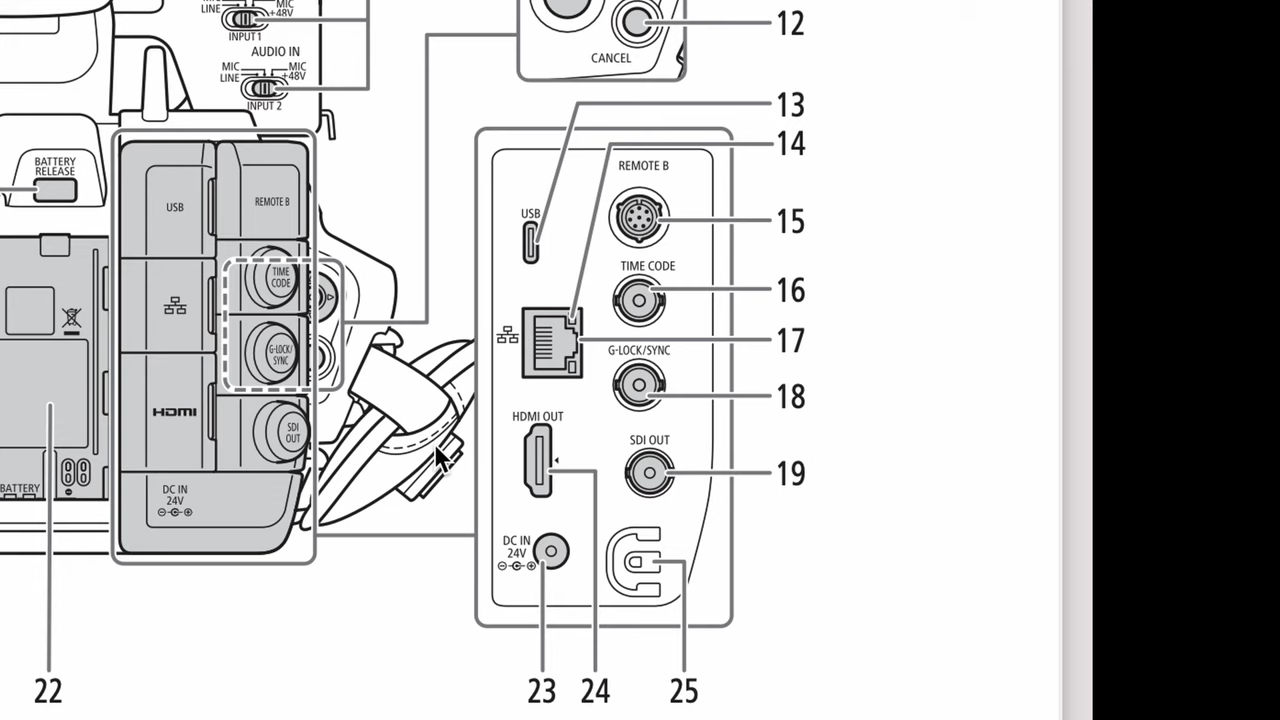 MIC
LINE
MIC
+48V
INPUT 1
AUDIO IN
MIC
LINE
MIC
+48V
INPUT 2
CANCEL
12
13
14
BATTERY
RELEASE
USB
REMOTE B
TIME
CODE
G-LOCK/
SYNC
HDMI
SDI
OUT
DC IN
24V
BATTERY
REMOTE B
USB
15
TIME CODE
16
17
G-LOCK/SYNC
18
HDMI OUT
SDI OUT
19
DC IN
24V
22
23
24
25